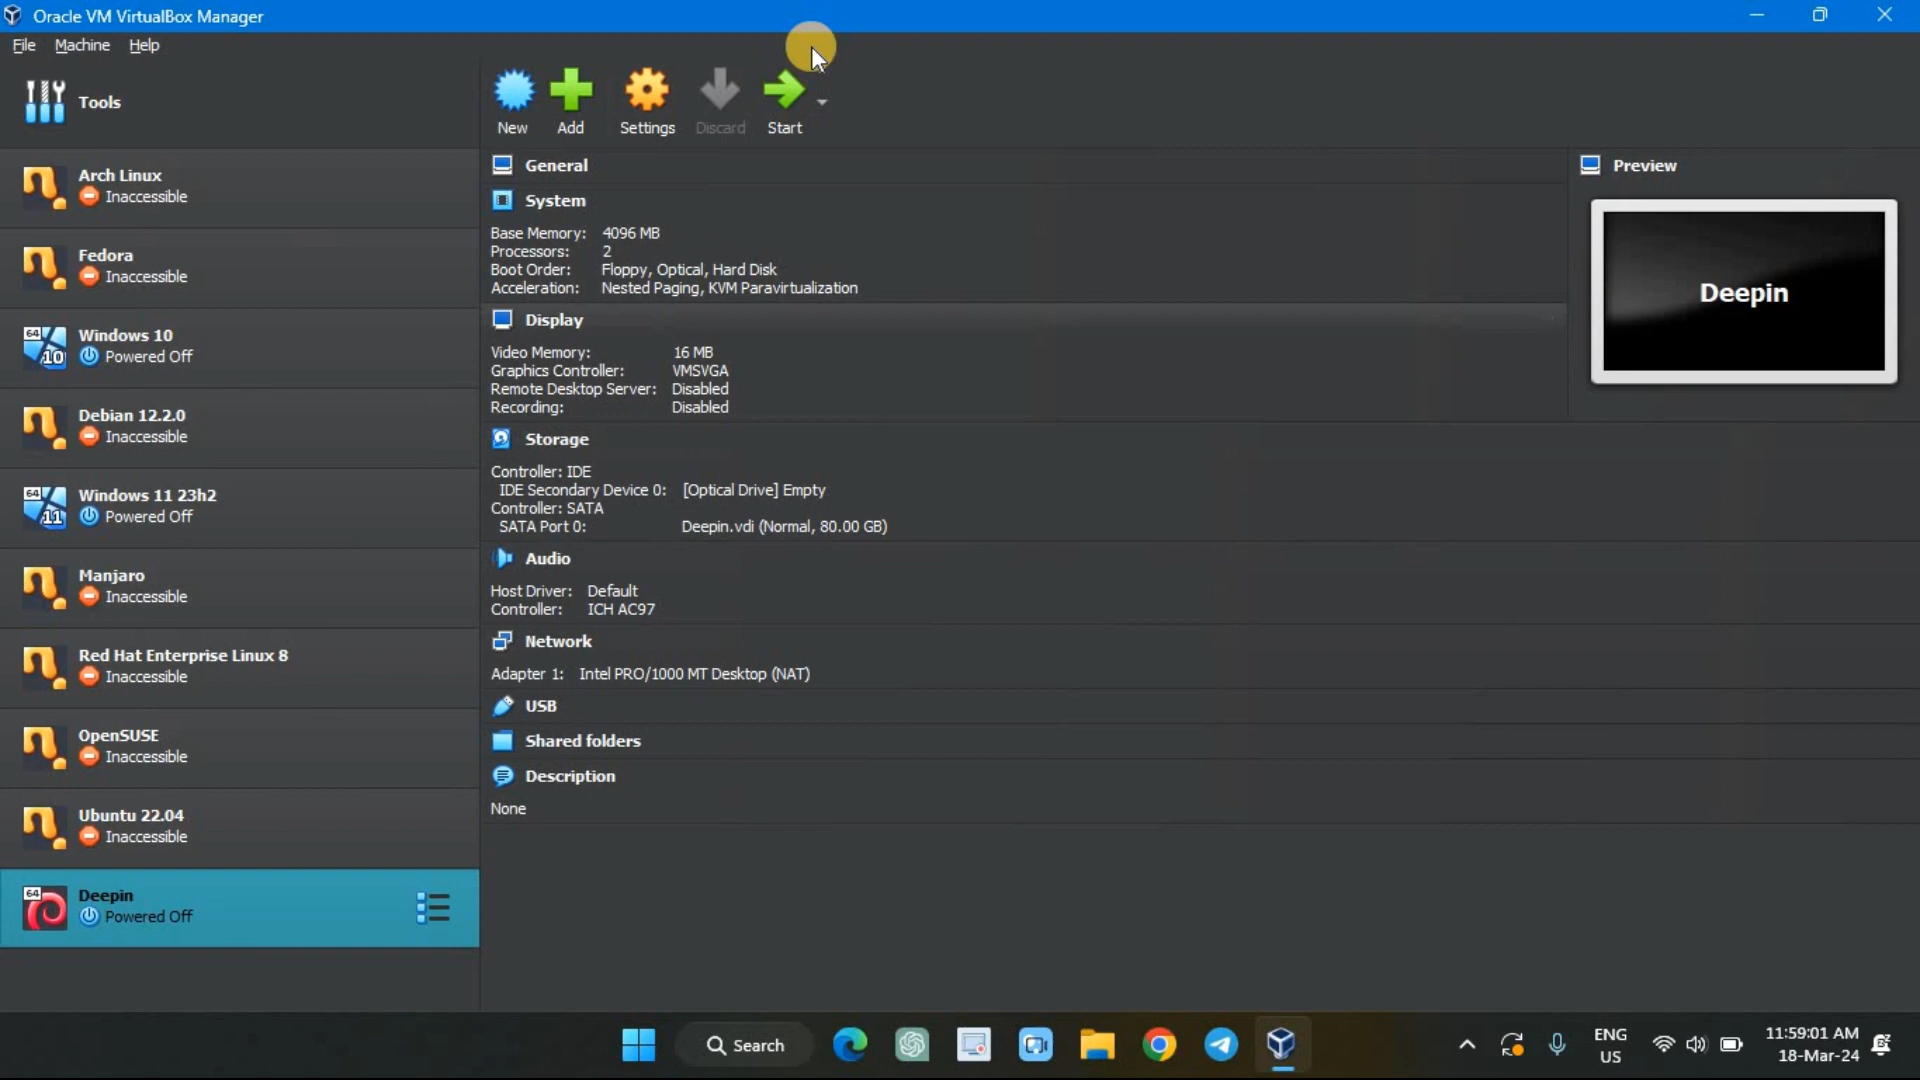 Oracle VM VirtualBox Manager
File Machine Help
Tools
New Add Settings Discard Start
Arch Linux
Inaccessible
Fedora
Inaccessible
64 10
Windows 10
Powered Off
Debian 12.2.0
Inaccessible
64 11
Windows 11 23h2
Powered Off
Manjaro
Inaccessible
Red Hat Enterprise Linux 8
Inaccessible
OpenSUSE
Inaccessible
Ubuntu 22.04
Inaccessible
64
Deepin
Powered Off
General
System
Base Memory: 4096 MB
Processors: 2
Boot Order: Floppy, Optical, Hard Disk
Acceleration: Nested Paging, KVM Paravirtualization
Display
Video Memory: 16 MB
Graphics Controller: VMSVGA
Remote Desktop Server: Disabled
Recording: Disabled
Storage
Controller: IDE
IDE Secondary Device 0: [Optical Drive] Empty
Controller: SATA
SATA Port 0: Deepin.vdi (Normal, 80.00 GB)
Audio
Host Driver: Default
Controller: ICH AC97
Network
Adapter 1: Intel PRO/1000 MT Desktop (NAT)
USB
Shared folders
Description
None
Preview
Deepin
Search
ENG
US
11:59:01 AM
18-Mar-24